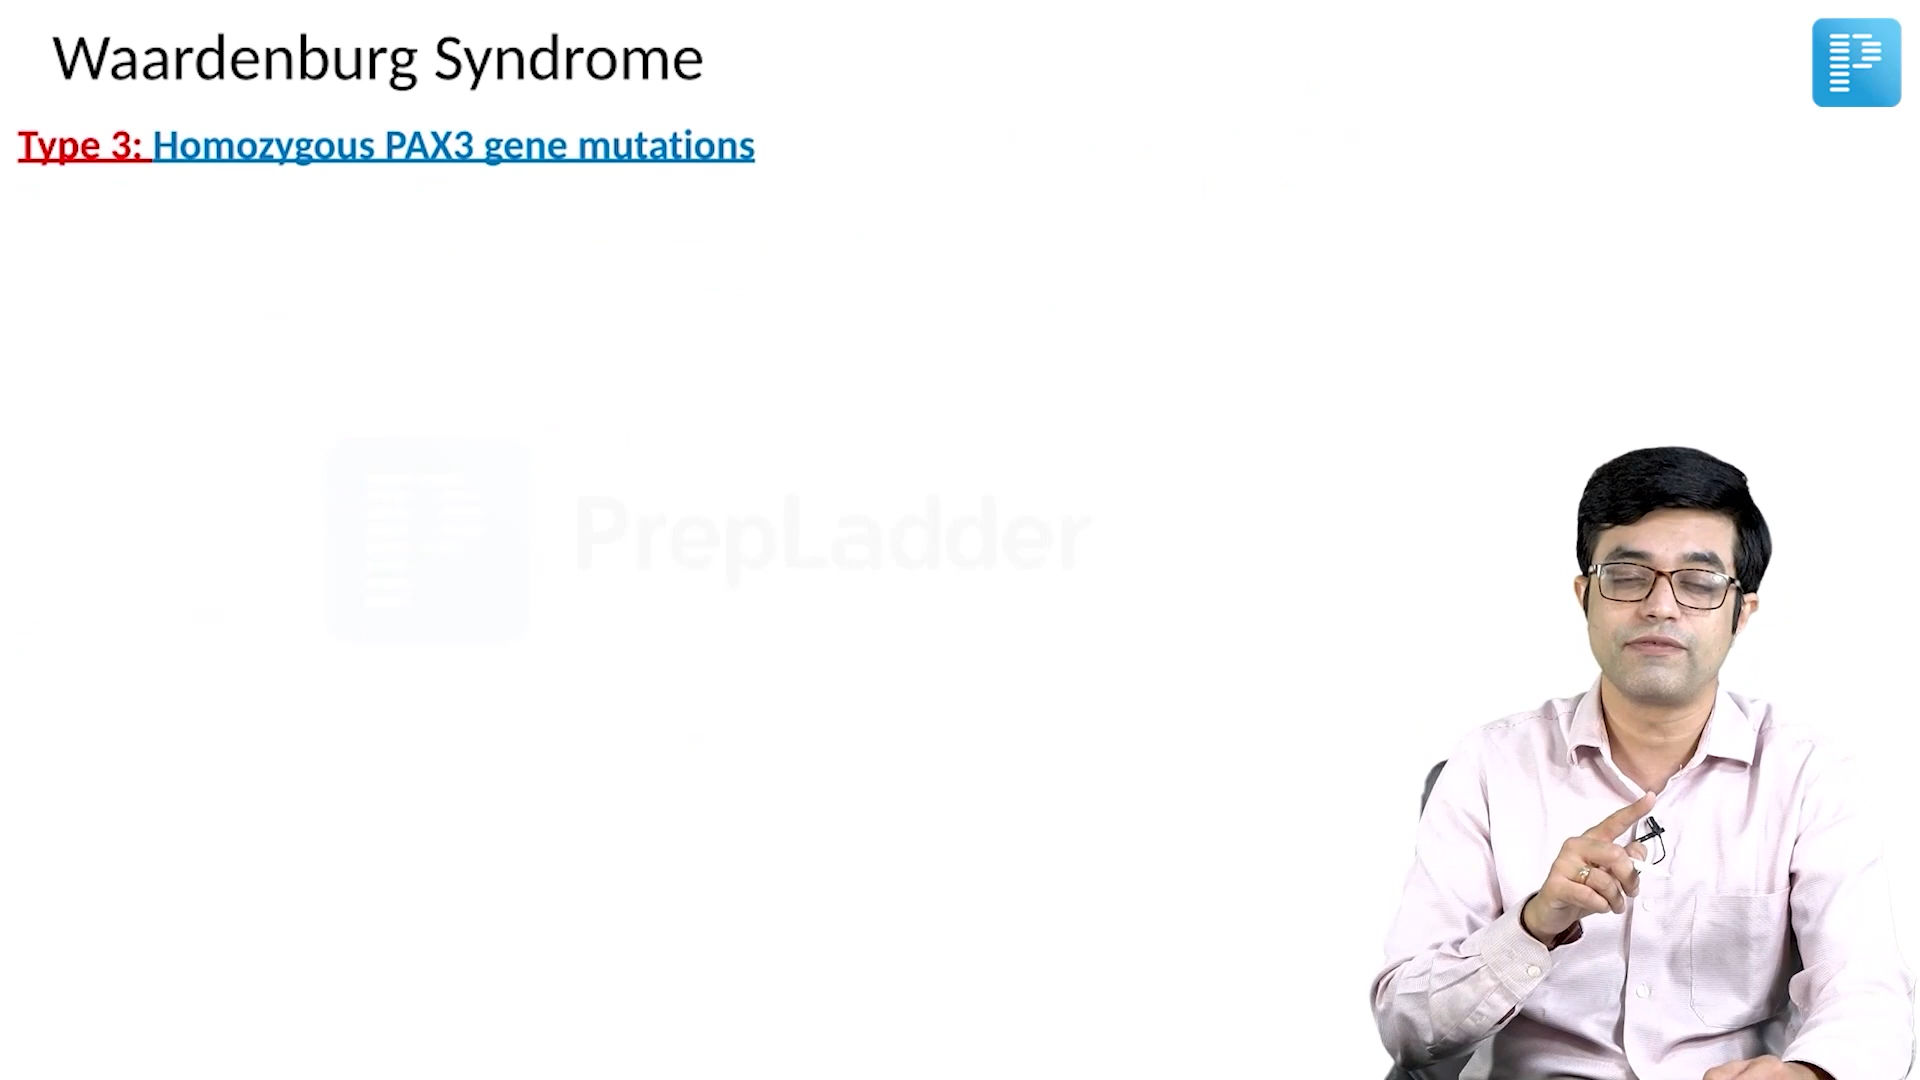 Waardenburg Syndrome
Type 3: Homozygous PAX3 gene mutations
PrepLadder